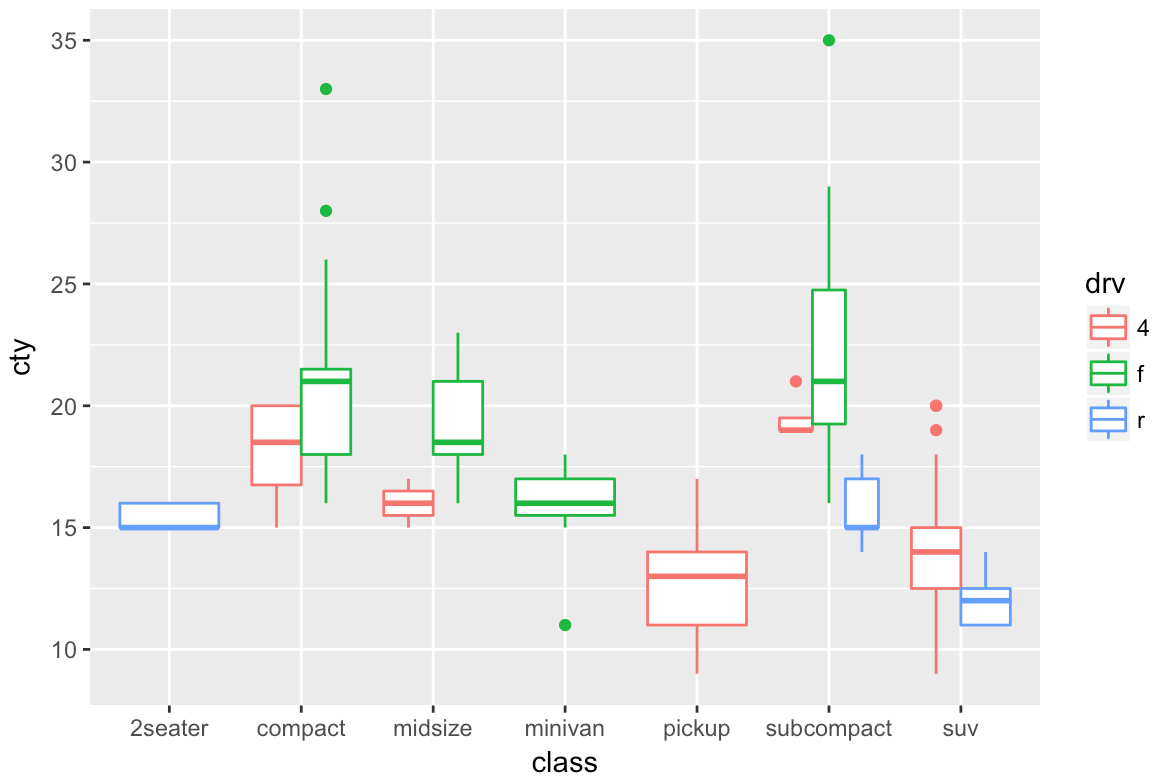 35
30
25
20
15
10
cty
2seater compact midsize minivan pickup subcompact suv
class
drv
4
f
r